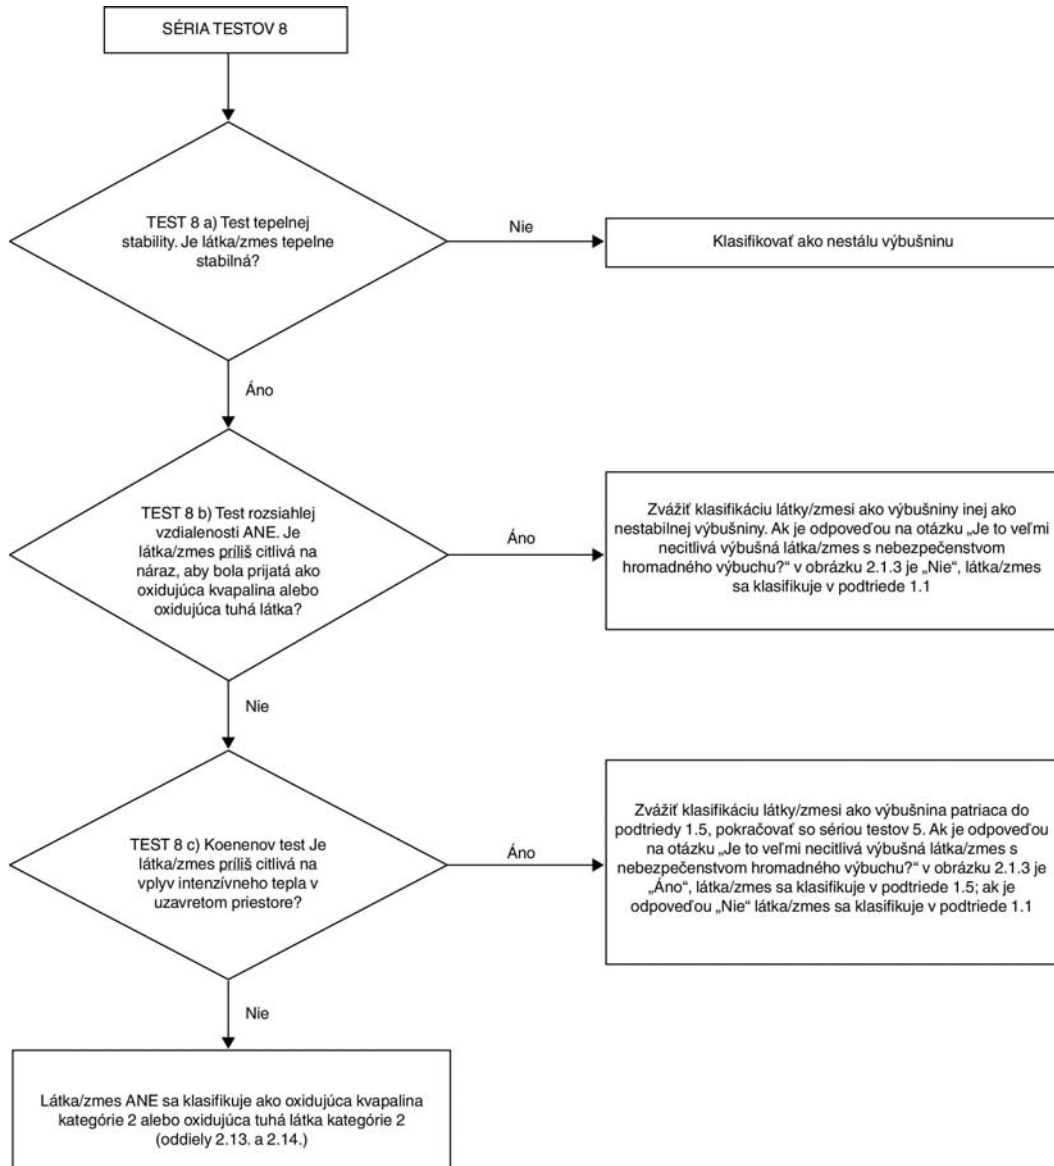 SÉRIA TESTOV 8
TEST 8 a) Test tepelnej
stability. Je látka/zmes tepelne
stabilná?
Nie
Klasifikovať ako nestálu výbušninu
Áno
TEST 8 b) Test rozsiahlej
vzdialenosti ANE. Je
látka/zmes príliš citlivá na
náraz, aby bola prijatá ako
oxidujúca kvapalina alebo
oxidujúca tuhá látka?
Áno
Zvážiť klasifikáciu látky/zmesi ako výbušniny inej ako
nestabilnej výbušniny. Ak je odpoveďou na otázku „Je to veľmi
necitlivá výbušná látka/zmes s nebezpečenstvom
hromadného výbuchu?“ v obrázku 2.1.3 je „Nie“, látka/zmes
sa klasifikuje v podtriede 1.1
Nie
TEST 8 c) Koenenov test Je
látka/zmes príliš citlivá na
vplyv intenzívneho tepla v
uzavretom priestore?
Áno
Zvážiť klasifikáciu látky/zmesi ako výbušnina patriaca do
podtriedy 1.5, pokračovať so sériou testov 5. Ak je odpoveďou
na otázku „Je to veľmi necitlivá výbušná látka/zmes s
nebezpečenstvom hromadného výbuchu?“ v obrázku 2.1.3 je
„Áno“, látka/zmes sa klasifikuje v podtriede 1.5; ak je
odpoveďou „Nie“ látka/zmes sa klasifikuje v podtriede 1.1
Nie
Látka/zmes ANE sa klasifikuje ako oxidujúca kvapalina
kategórie 2 alebo oxidujúca tuhá látka kategórie 2
(oddiely 2.13. a 2.14.)